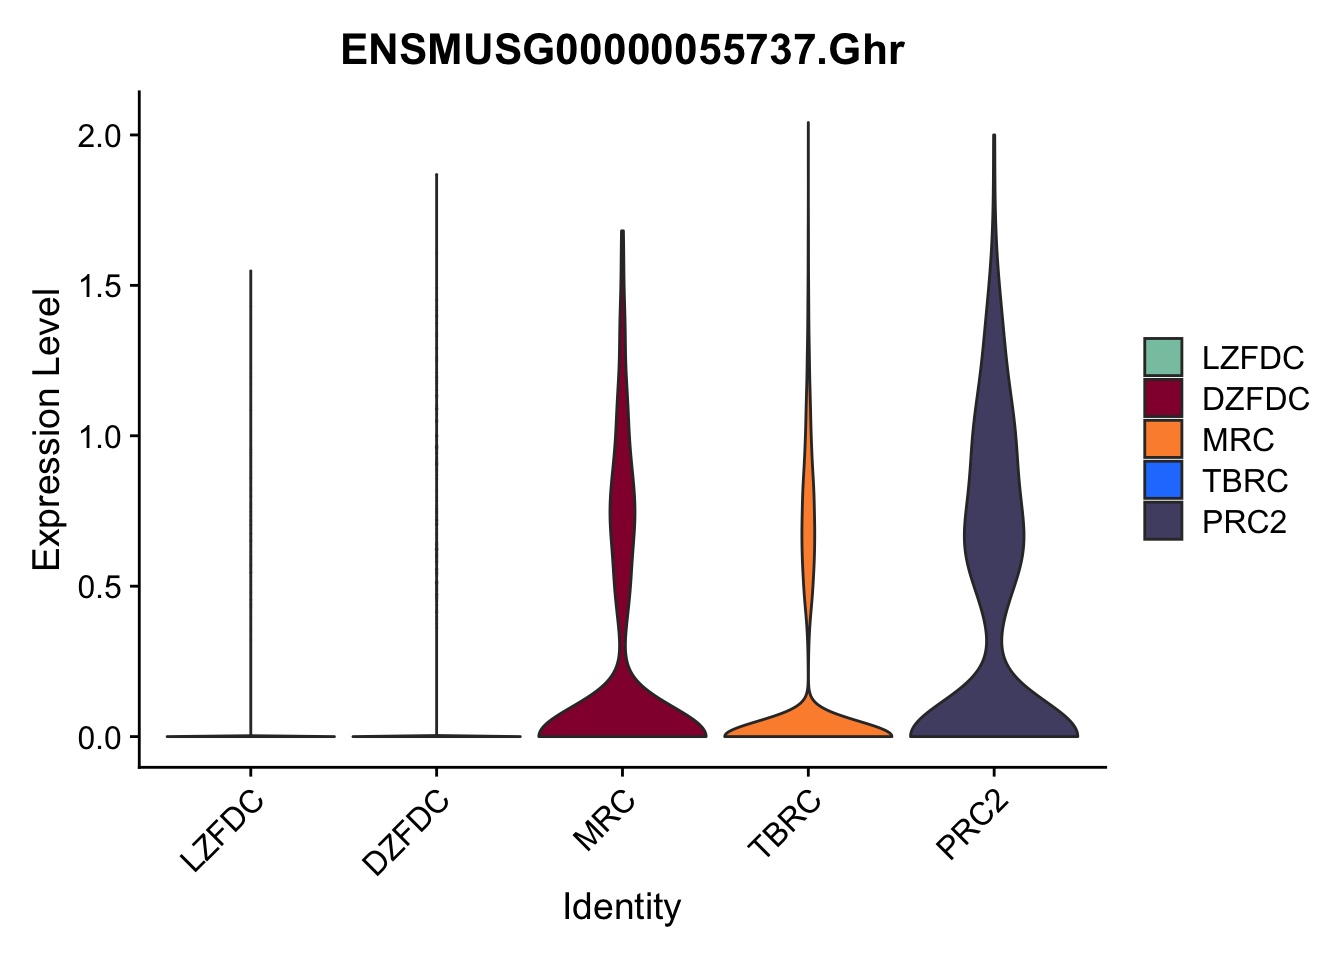 ENSMUSG00000055737.Ghr
2.0
1.5
1.0
0.5
0.0
Expression Level
LZFDC
DZFDC
MRC
TBRC
PRC2
Identity
LZFDC
DZFDC
MRC
TBRC
PRC2